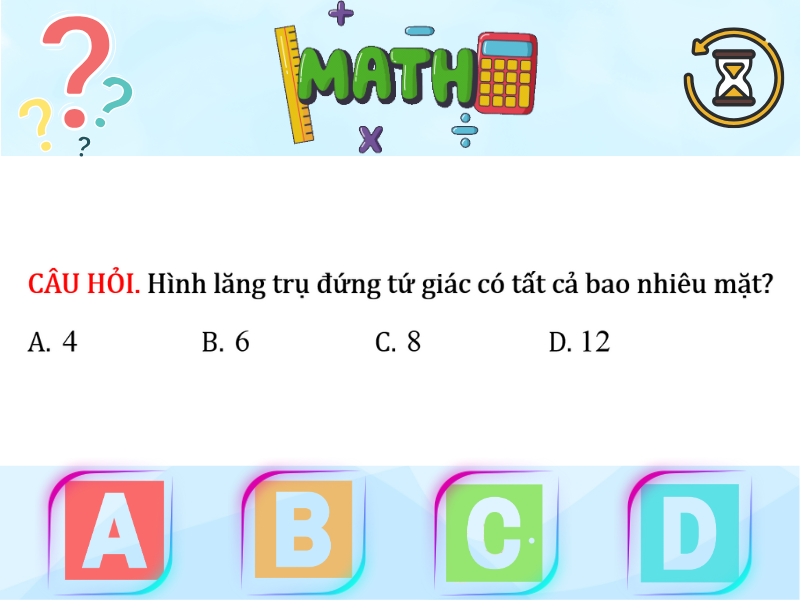 MATH
CÂU HỎI. Hình lăng trụ đứng tứ giác có tất cả bao nhiêu mặt?
A. 4 B. 6 C. 8 D. 12
A B C D